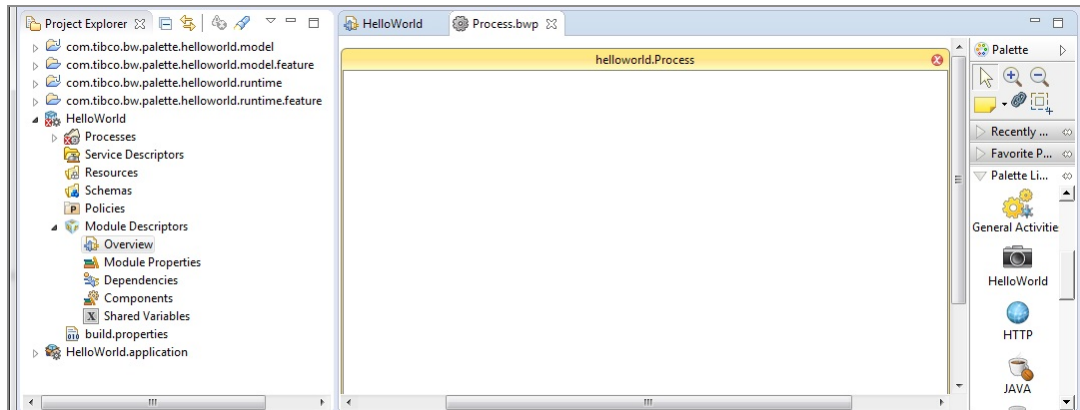 Project Explorer
com.tibco.bw.palette.helloworld.model
com.tibco.bw.palette.helloworld.model.feature
com.tibco.bw.palette.helloworld.runtime
com.tibco.bw.palette.helloworld.runtime.feature
HelloWorld
Processes
Service Descriptors
Resources
Schemas
P Policies
Module Descriptors
Overview
Module Properties
Dependencies
Components
X Shared Variables
010 build.properties
HelloWorld.application
HelloWorld Process.bwp
helloworld.Process
Palette
Recently ...
Favorite P...
Palette Li...
General Activitie
HelloWorld
HTTP
JAVA